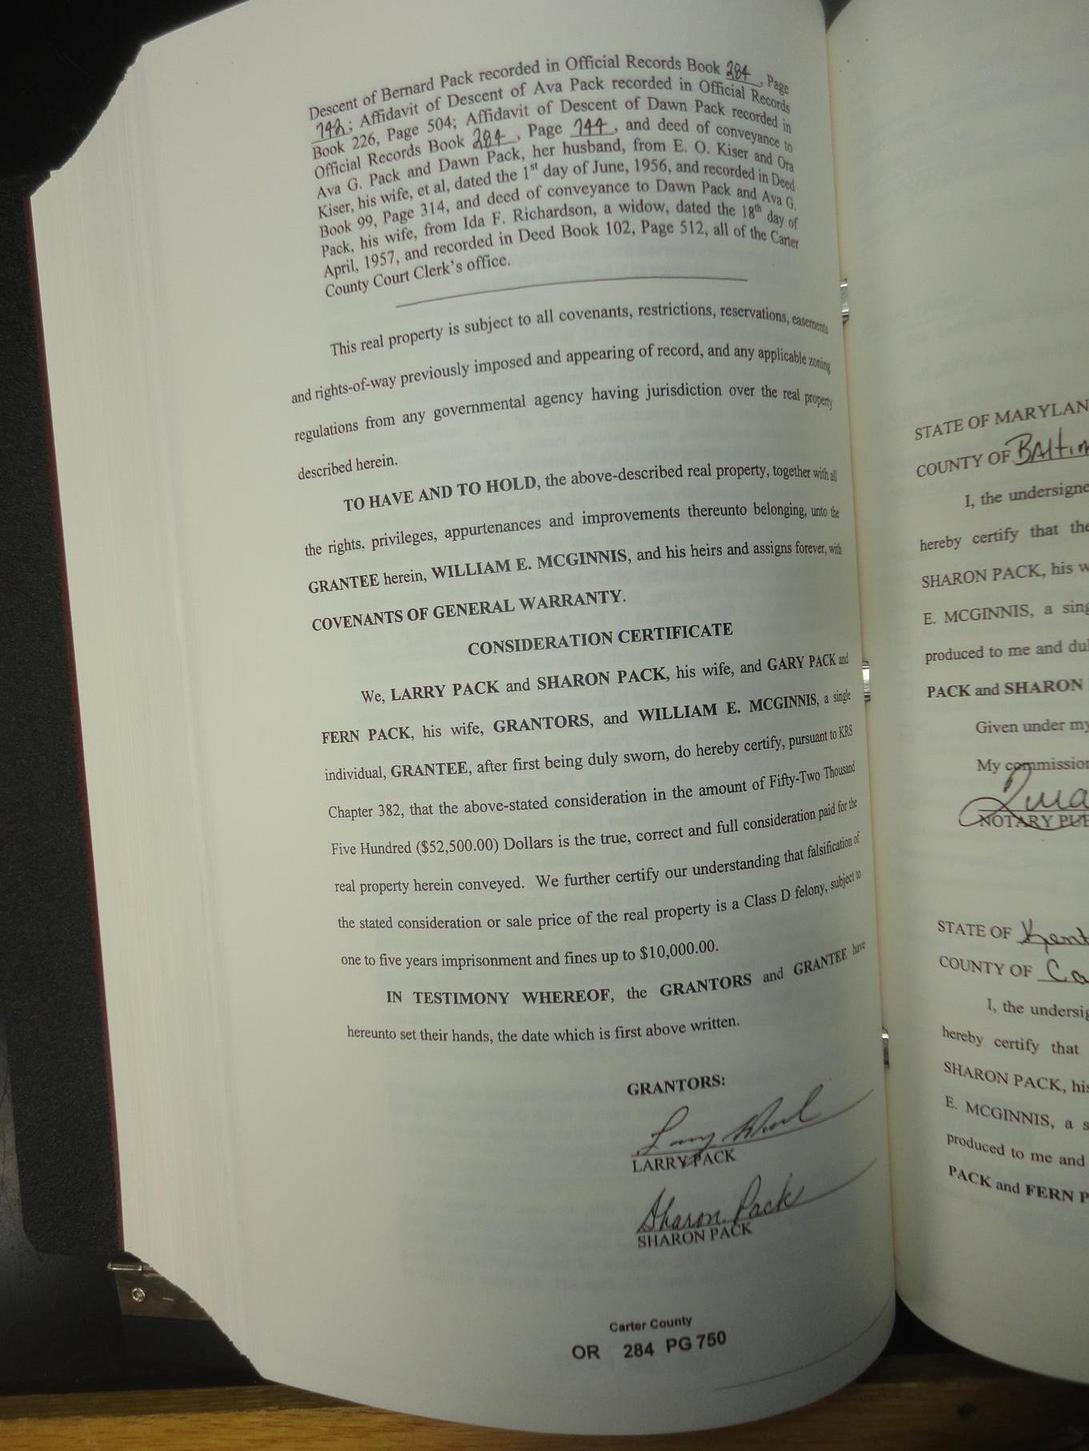 Descent of Bernard Pack recorded in Official Records Book 284, Page
742; Affidavit of Descent of Ava Pack recorded in Official Records
Book 226, Page 504; Affidavit of Descent of Dawn Pack recorded in
Official Records Book 284, Page 744, and deed of conveyance to
Ava G. Pack and Dawn Pack, her husband, from E. O. Kiser and Ora
Kiser, his wife, et al, dated the 1st day of June, 1956, and recorded in Deed
Book 99, Page 314, and deed of conveyance to Dawn Pack and Ava G.
Pack, his wife, from Ida F. Richardson, a widow, dated the 18th day of
April, 1957, and recorded in Deed Book 102, Page 512, all of the Carter
County Court Clerk's office.
This real property is subject to all covenants, restrictions, reservations, easements
and rights-of-way previously imposed and appearing of record, and any applicable zoning
regulations from any governmental agency having jurisdiction over the real property
described herein.
TO HAVE AND TO HOLD, the above-described real property, together with all
the rights, privileges, appurtenances and improvements thereunto belonging, unto the
GRANTEE herein, WILLIAM E. MCGINNIS, and his heirs and assigns forever, with
COVENANTS OF GENERAL WARRANTY.
CONSIDERATION CERTIFICATE
We, LARRY PACK and SHARON PACK, his wife, and GARY PACK and
FERN PACK, his wife, GRANTORS, and WILLIAM E. MCGINNIS, a single
individual, GRANTEE, after first being duly sworn, do hereby certify, pursuant to KRS
Chapter 382, that the above-stated consideration in the amount of Fifty-Two Thousand
Five Hundred ($52,500.00) Dollars is the true, correct and full consideration paid for the
real property herein conveyed. We further certify our understanding that falsification of
the stated consideration or sale price of the real property is a Class D felony, subject to
one to five years imprisonment and fines up to $10,000.00.
IN TESTIMONY WHEREOF, the GRANTORS and GRANTEE have
hereunto set their hands, the date which is first above written.
GRANTORS:
Larry Pack
LARRY PACK
Sharon Pack
SHARON PACK
Carter County
OR 284 PG 750
STATE OF MARYLAN
COUNTY OF Baltim
I, the undersigne
hereby certify that the
SHARON PACK, his w
E. MCGINNIS, a sing
produced to me and dul
PACK and SHARON
Given under my
My commission
NOTARY PUB
STATE OF Kent
COUNTY OF Ca
I, the undersig
hereby certify that
SHARON PACK, his
E. MCGINNIS, a s
produced to me and
PACK and FERN P